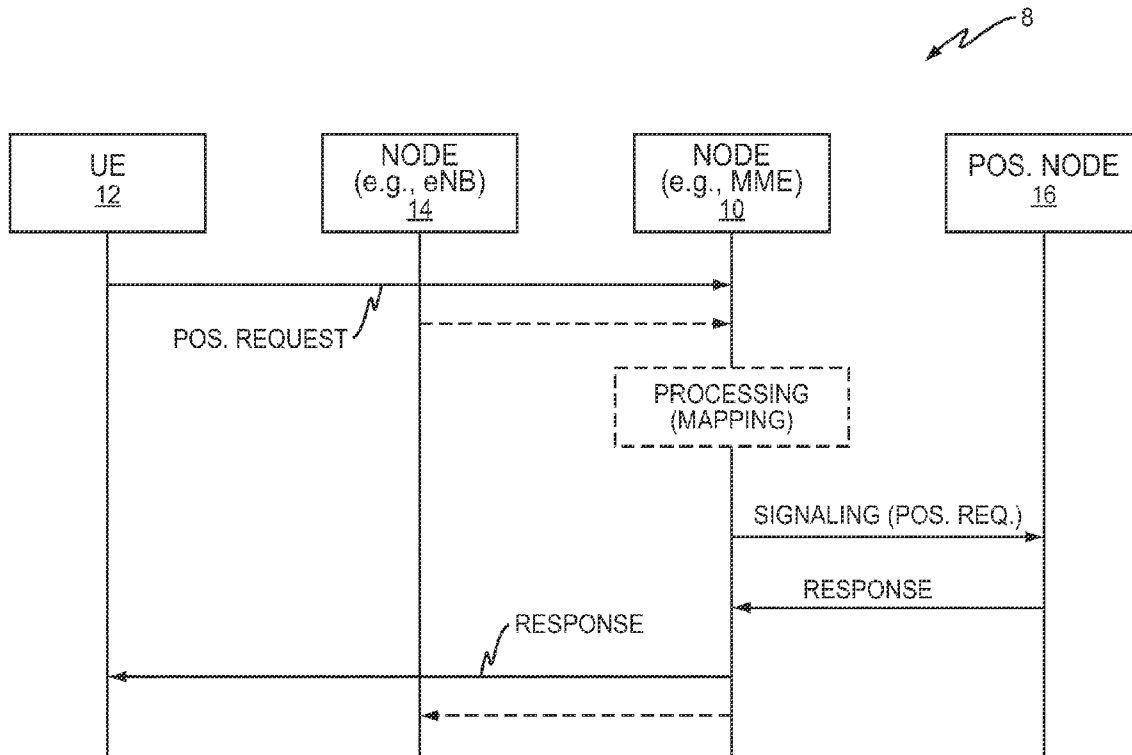 8
UE
12
NODE
(e.g., eNB)
14
NODE
(e.g., MME)
10
POS. NODE
16
POS. REQUEST
PROCESSING
(MAPPING)
SIGNALING (POS. REQ.)
RESPONSE
RESPONSE